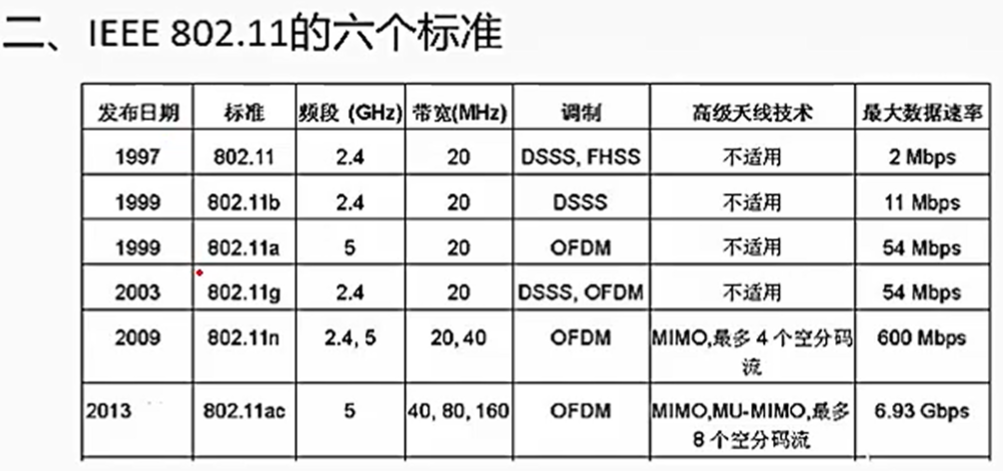 二、IEEE 802.11的六个标准
发布日期 标准 频段 (GHz) 带宽(MHz) 调制 高级天线技术 最大数据速率
1997 802.11 2.4 20 DSSS, FHSS 不适用 2 Mbps
1999 802.11b 2.4 20 DSSS 不适用 11 Mbps
1999 802.11a 5 20 OFDM 不适用 54 Mbps
2003 802.11g 2.4 20 DSSS, OFDM 不适用 54 Mbps
2009 802.11n 2.4, 5 20, 40 OFDM MIMO,最多 4 个空分码 600 Mbps
流
2013 802.11ac 5 40, 80, 160 OFDM MIMO,MU-MIMO,最多 6.93 Gbps
8 个空分码流